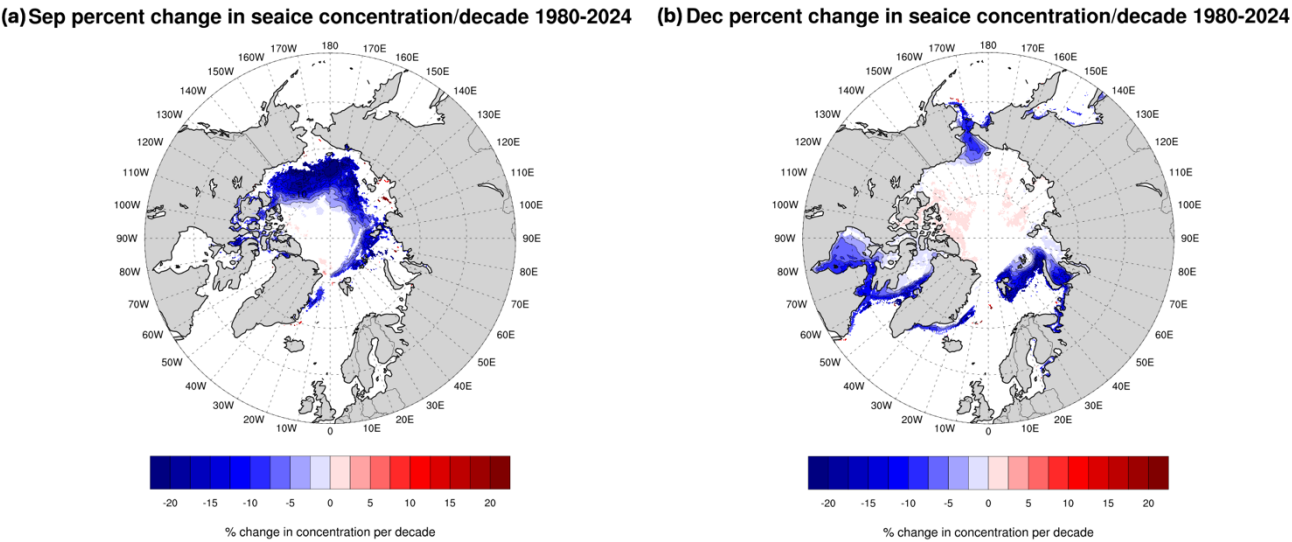 (a) Sep percent change in seaice concentration/decade 1980-2024
(b) Dec percent change in seaice concentration/decade 1980-2024
180
170W 170E
160W 160E
150W 150E
140W 140E
130W 130E
120W 120E
110W 110E
100W 100E
90W 90E
80W 80E
70W 70E
60W 60E
50W 50E
40W 40E
30W 30E
20W 20E
10W 10E
0
180
170W 170E
160W 160E
150W 150E
140W 140E
130W 130E
120W 120E
110W 110E
100W 100E
90W 90E
80W 80E
70W 70E
60W 60E
50W 50E
40W 40E
30W 30E
20W 20E
10W 10E
0
-20 -15 -10 -5 0 5 10 15 20
% change in concentration per decade
-20 -15 -10 -5 0 5 10 15 20
% change in concentration per decade